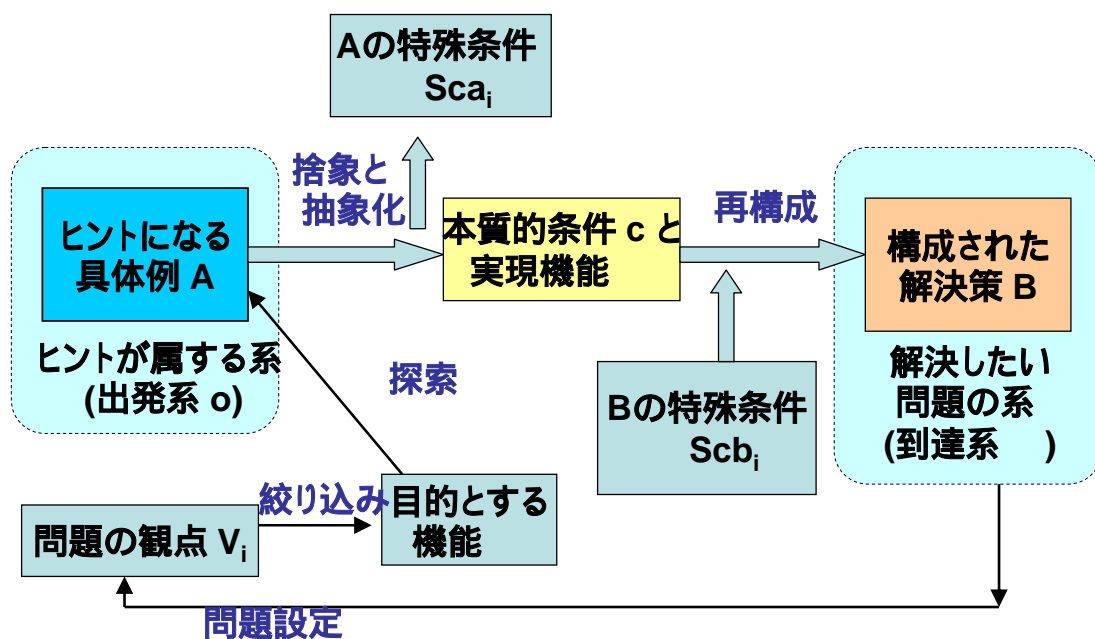 Aの特殊条件
Sca_i
捨象と
抽象化
ヒントになる
具体例 A
本質的条件 c と
実現機能
再構成
構成された
解決策 B
ヒントが属する系
(出発系 o)
探索
Bの特殊条件
Scb_i
解決したい
問題の系
(到達系 )
絞り込み
目的とする
機能
問題の観点 V_i
問題設定